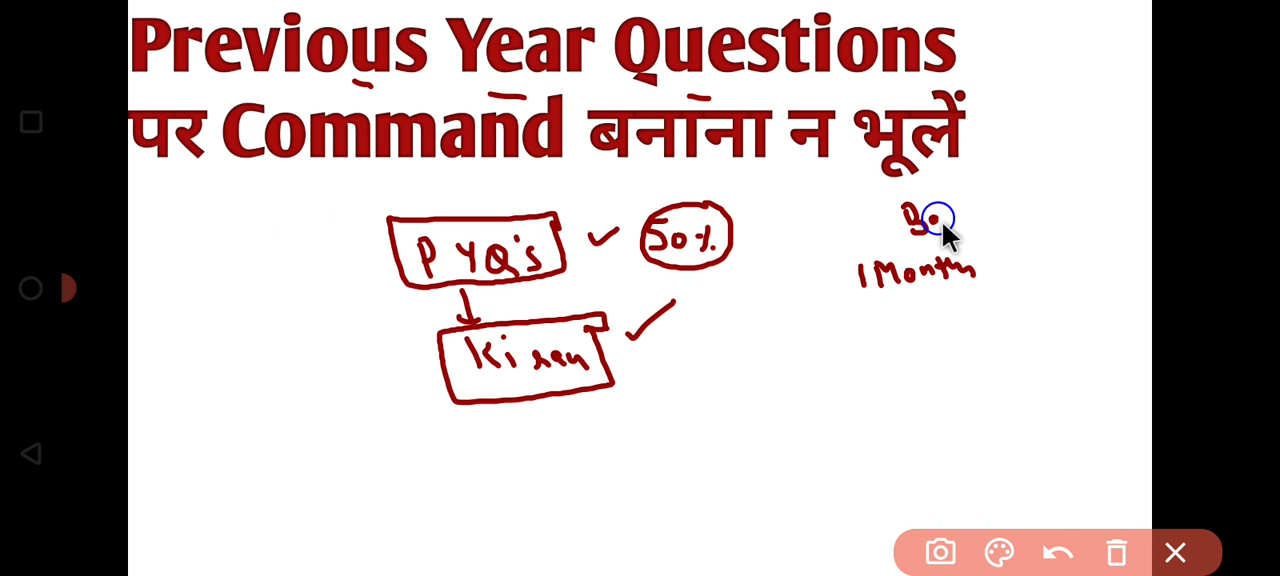 Previous Year Questions
पर Command बनाना न भूलें
PYQ's 50%
1 Month
Kiran